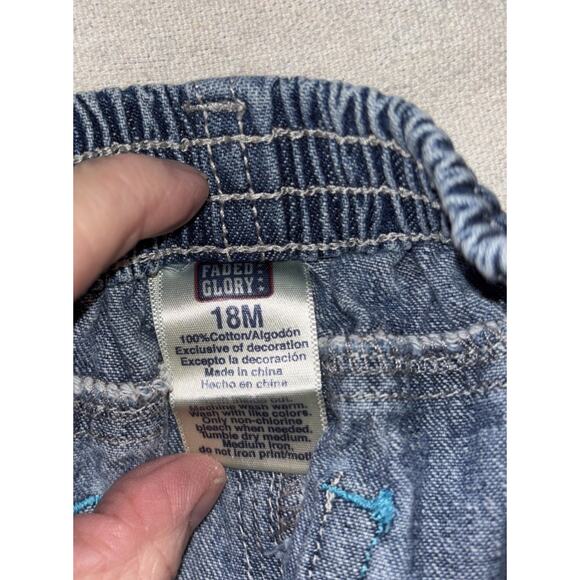 FADED
GLORY
18M
100%Cotton/Algodón
Exclusive of decoration
Excepto la decoración
Made in china
Hecho en china
Machine wash warm.
Wash with like colors.
Only non-chlorine
bleach when needed.
Tumble dry medium.
Medium iron,
do not iron print/mot